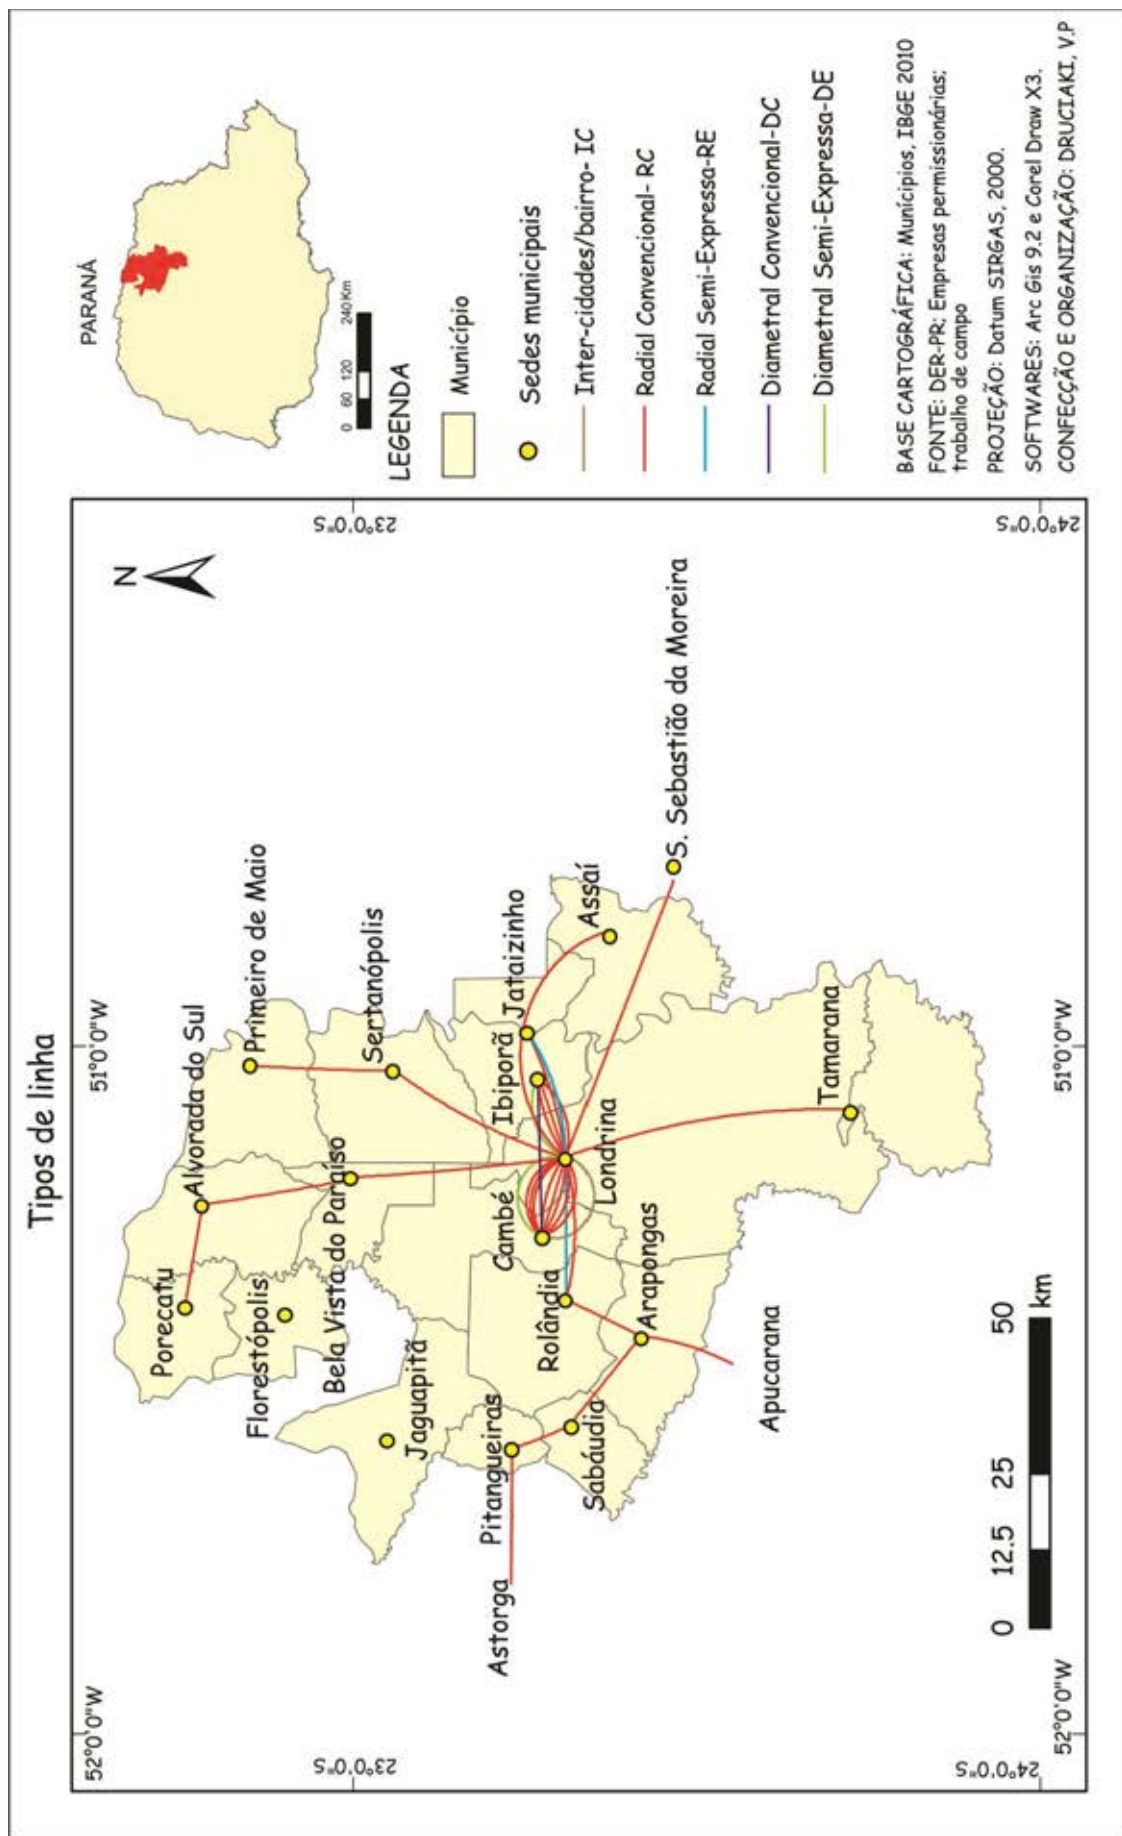 Tipos de linha
52°0'0"W
51°0'0"W
23°0'0"S
23°0'0"S
24°0'0"S
24°0'0"S
52°0'0"W
51°0'0"W
N
Porecatu
Alvorada do Sul
Primeiro de Maio
Florestópolis
Bela Vista do Paraíso
Sertanópolis
Jaguapitã
Pitangueiras
Astorga
Sabáudia
Rolândia
Cambé
Ibiporã
Jataizinho
Assaí
Londrina
Arapongas
Apucarana
S. Sebastião da Moreira
Tamarana
0 12.5 25 50
km
PARANÁ
0 60 120 240 Km
LEGENDA
Município
Sedes municipais
Inter-cidades/bairro- IC
Radial Convencional- RC
Radial Semi-Expressa-RE
Diametral Convencional-DC
Diametral Semi-Expressa-DE
BASE CARTOGRÁFICA: Municípios, IBGE 2010
FONTE: DER-PR; Empresas permissionárias;
trabalho de campo
PROJEÇÃO: Datum SIRGAS, 2000.
SOFTWARES: Arc Gis 9.2 e Corel Draw X3.
CONFECÇÃO E ORGANIZAÇÃO: DRUCIAKI, V.P